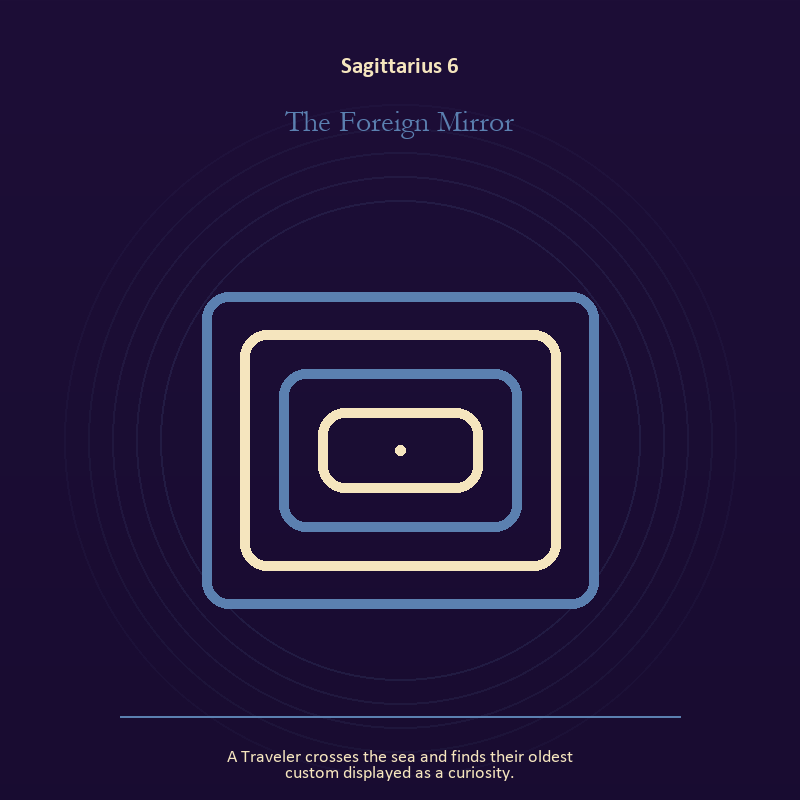 Sagittarius 6
The Foreign Mirror
A Traveler crosses the sea and finds their oldest
custom displayed as a curiosity.